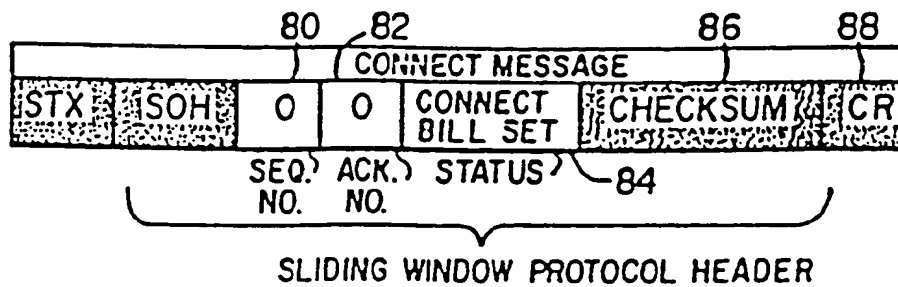 80 82 86 88
CONNECT MESSAGE
STX SOH 0 0 CONNECT BILL SET CHECKSUM CR
SEQ. NO. ACK. NO. STATUS 84
SLIDING WINDOW PROTOCOL HEADER